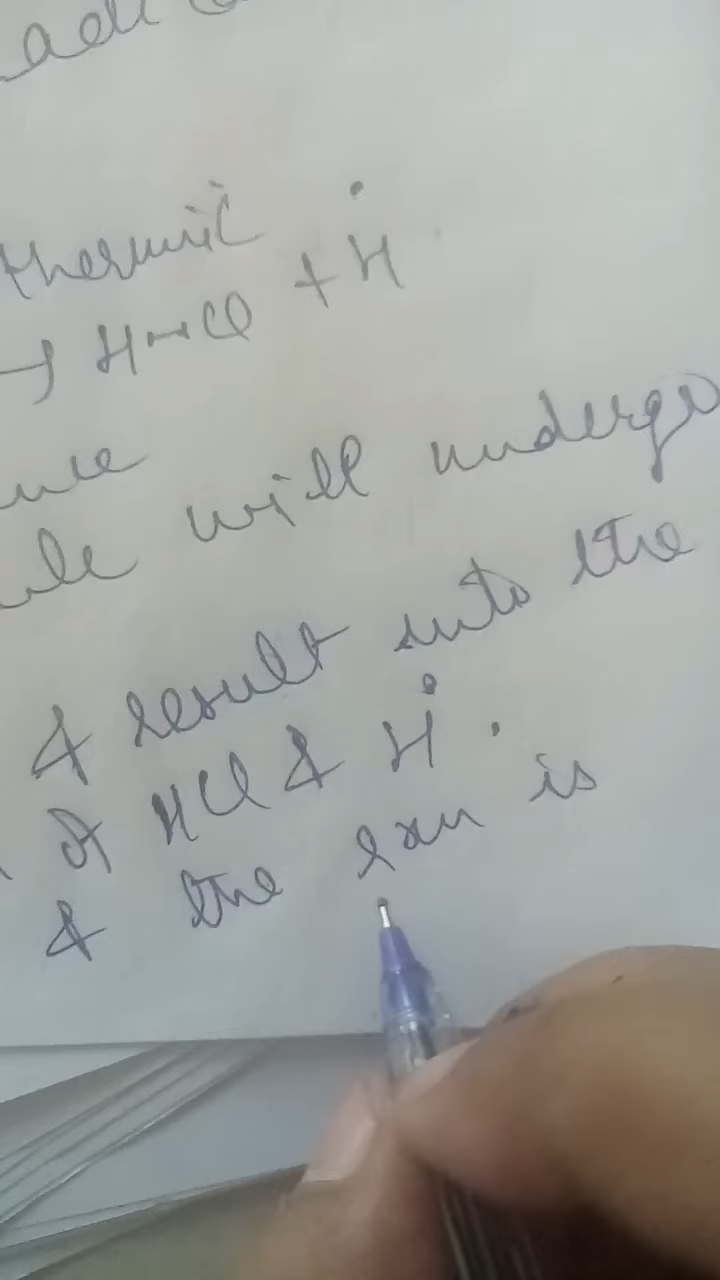 thermic
→ H-Cl + Ḣ
will undergo
& result into the
of HCl & Ḣ.
& the rxn is